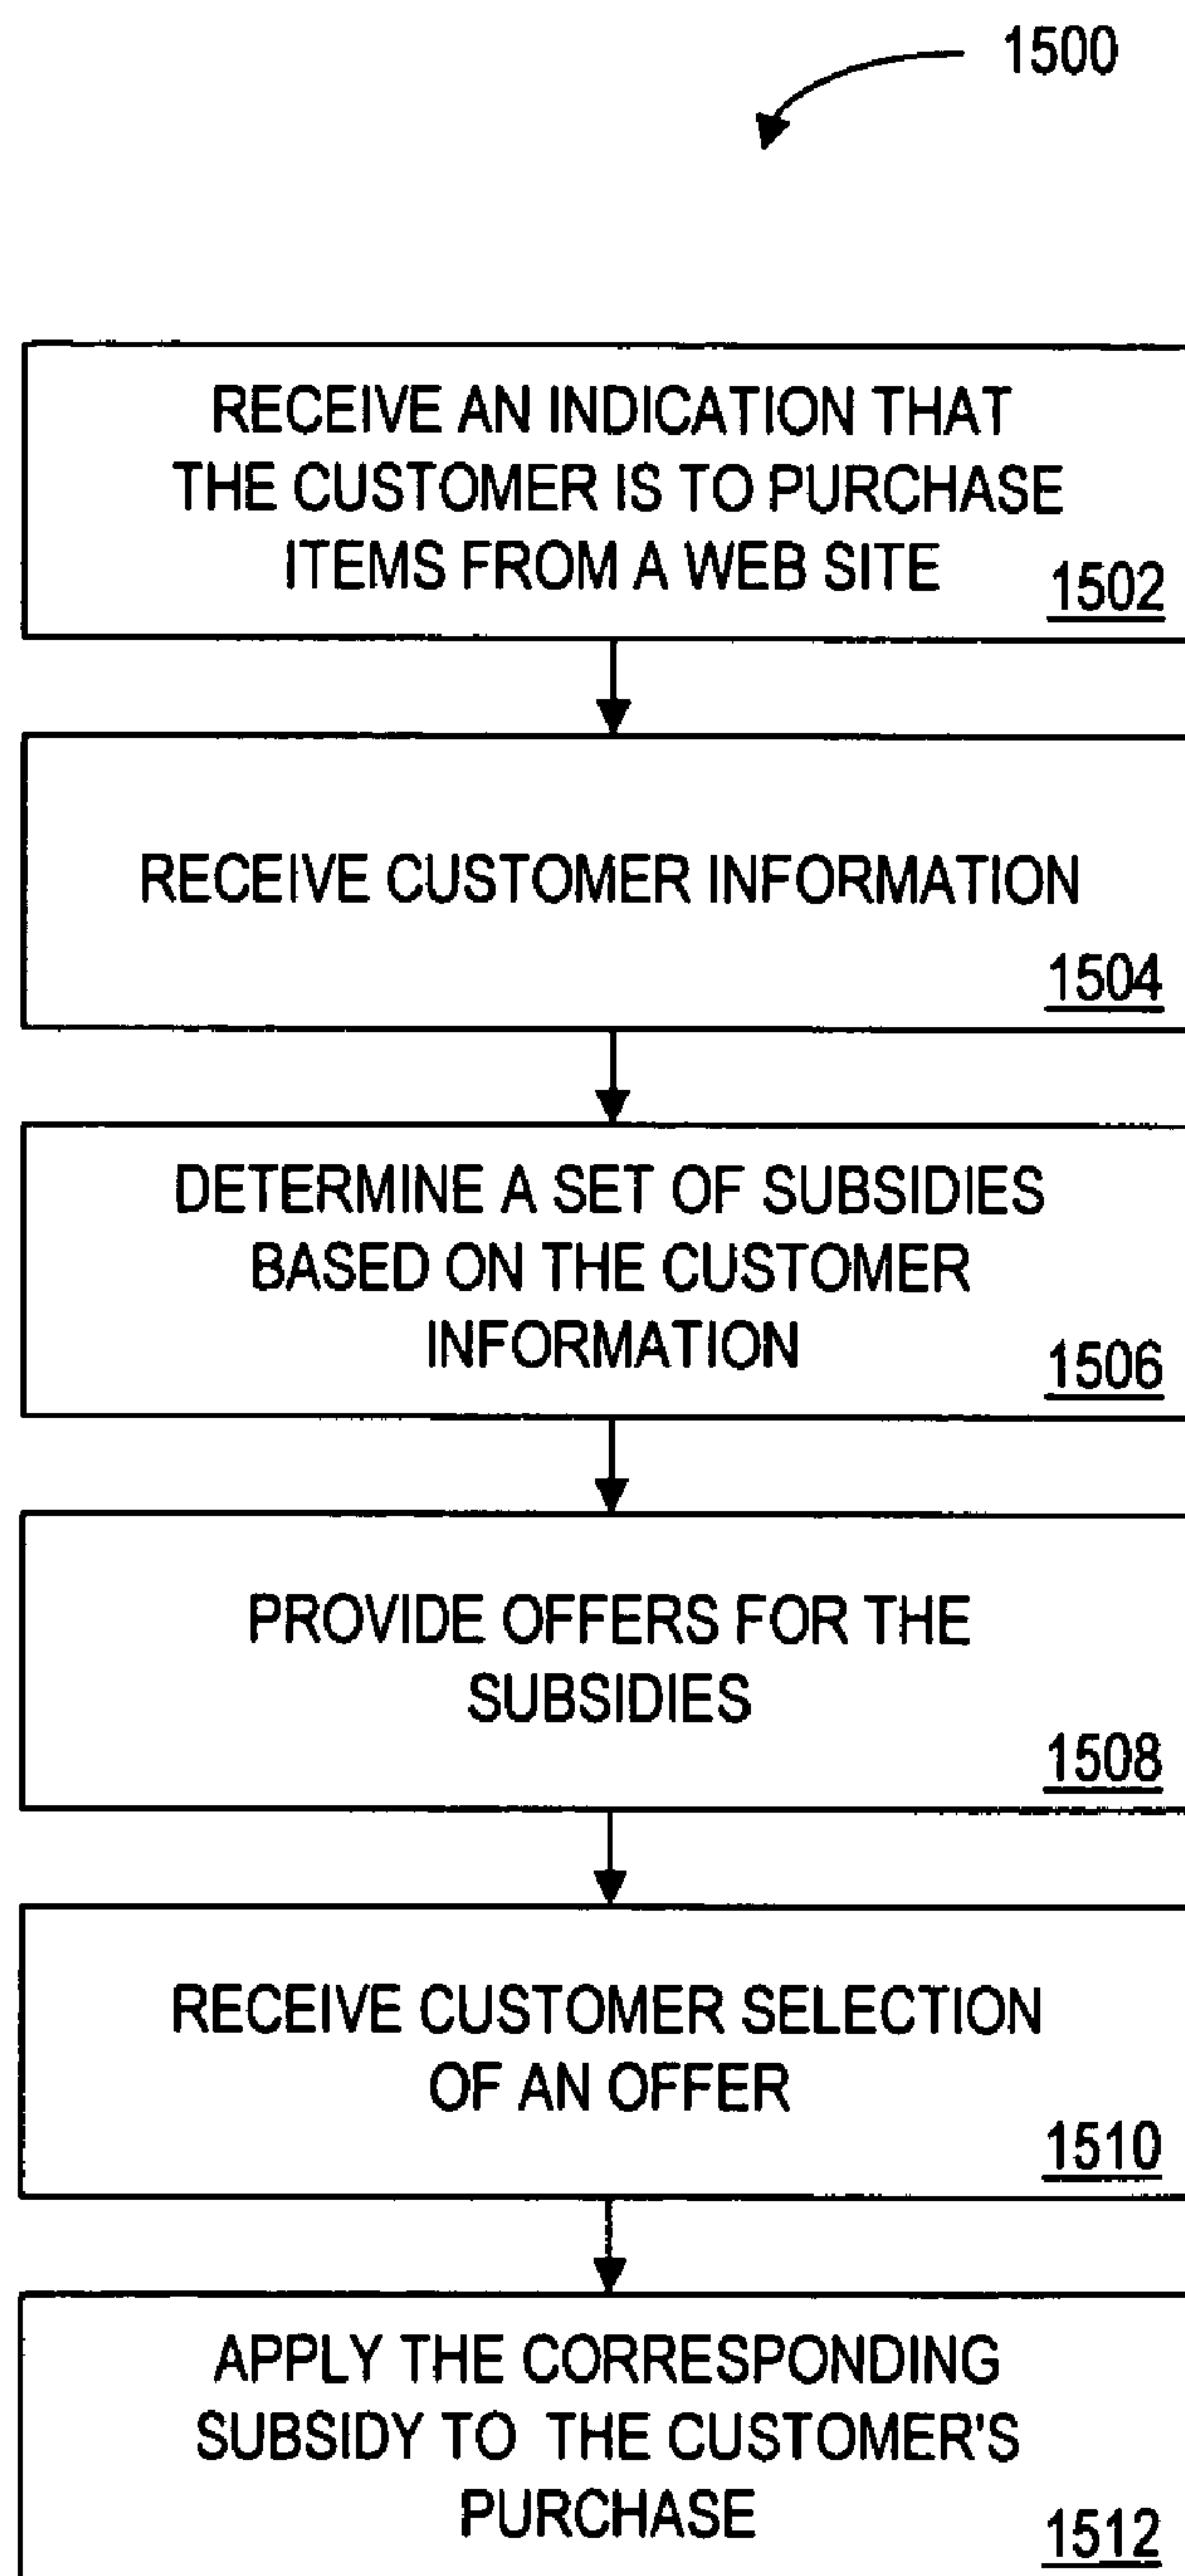 1500
RECEIVE AN INDICATION THAT
THE CUSTOMER IS TO PURCHASE
ITEMS FROM A WEB SITE
1502
RECEIVE CUSTOMER INFORMATION
1504
DETERMINE A SET OF SUBSIDIES
BASED ON THE CUSTOMER
INFORMATION
1506
PROVIDE OFFERS FOR THE
SUBSIDIES
1508
RECEIVE CUSTOMER SELECTION
OF AN OFFER
1510
APPLY THE CORRESPONDING
SUBSIDY TO THE CUSTOMER'S
PURCHASE
1512